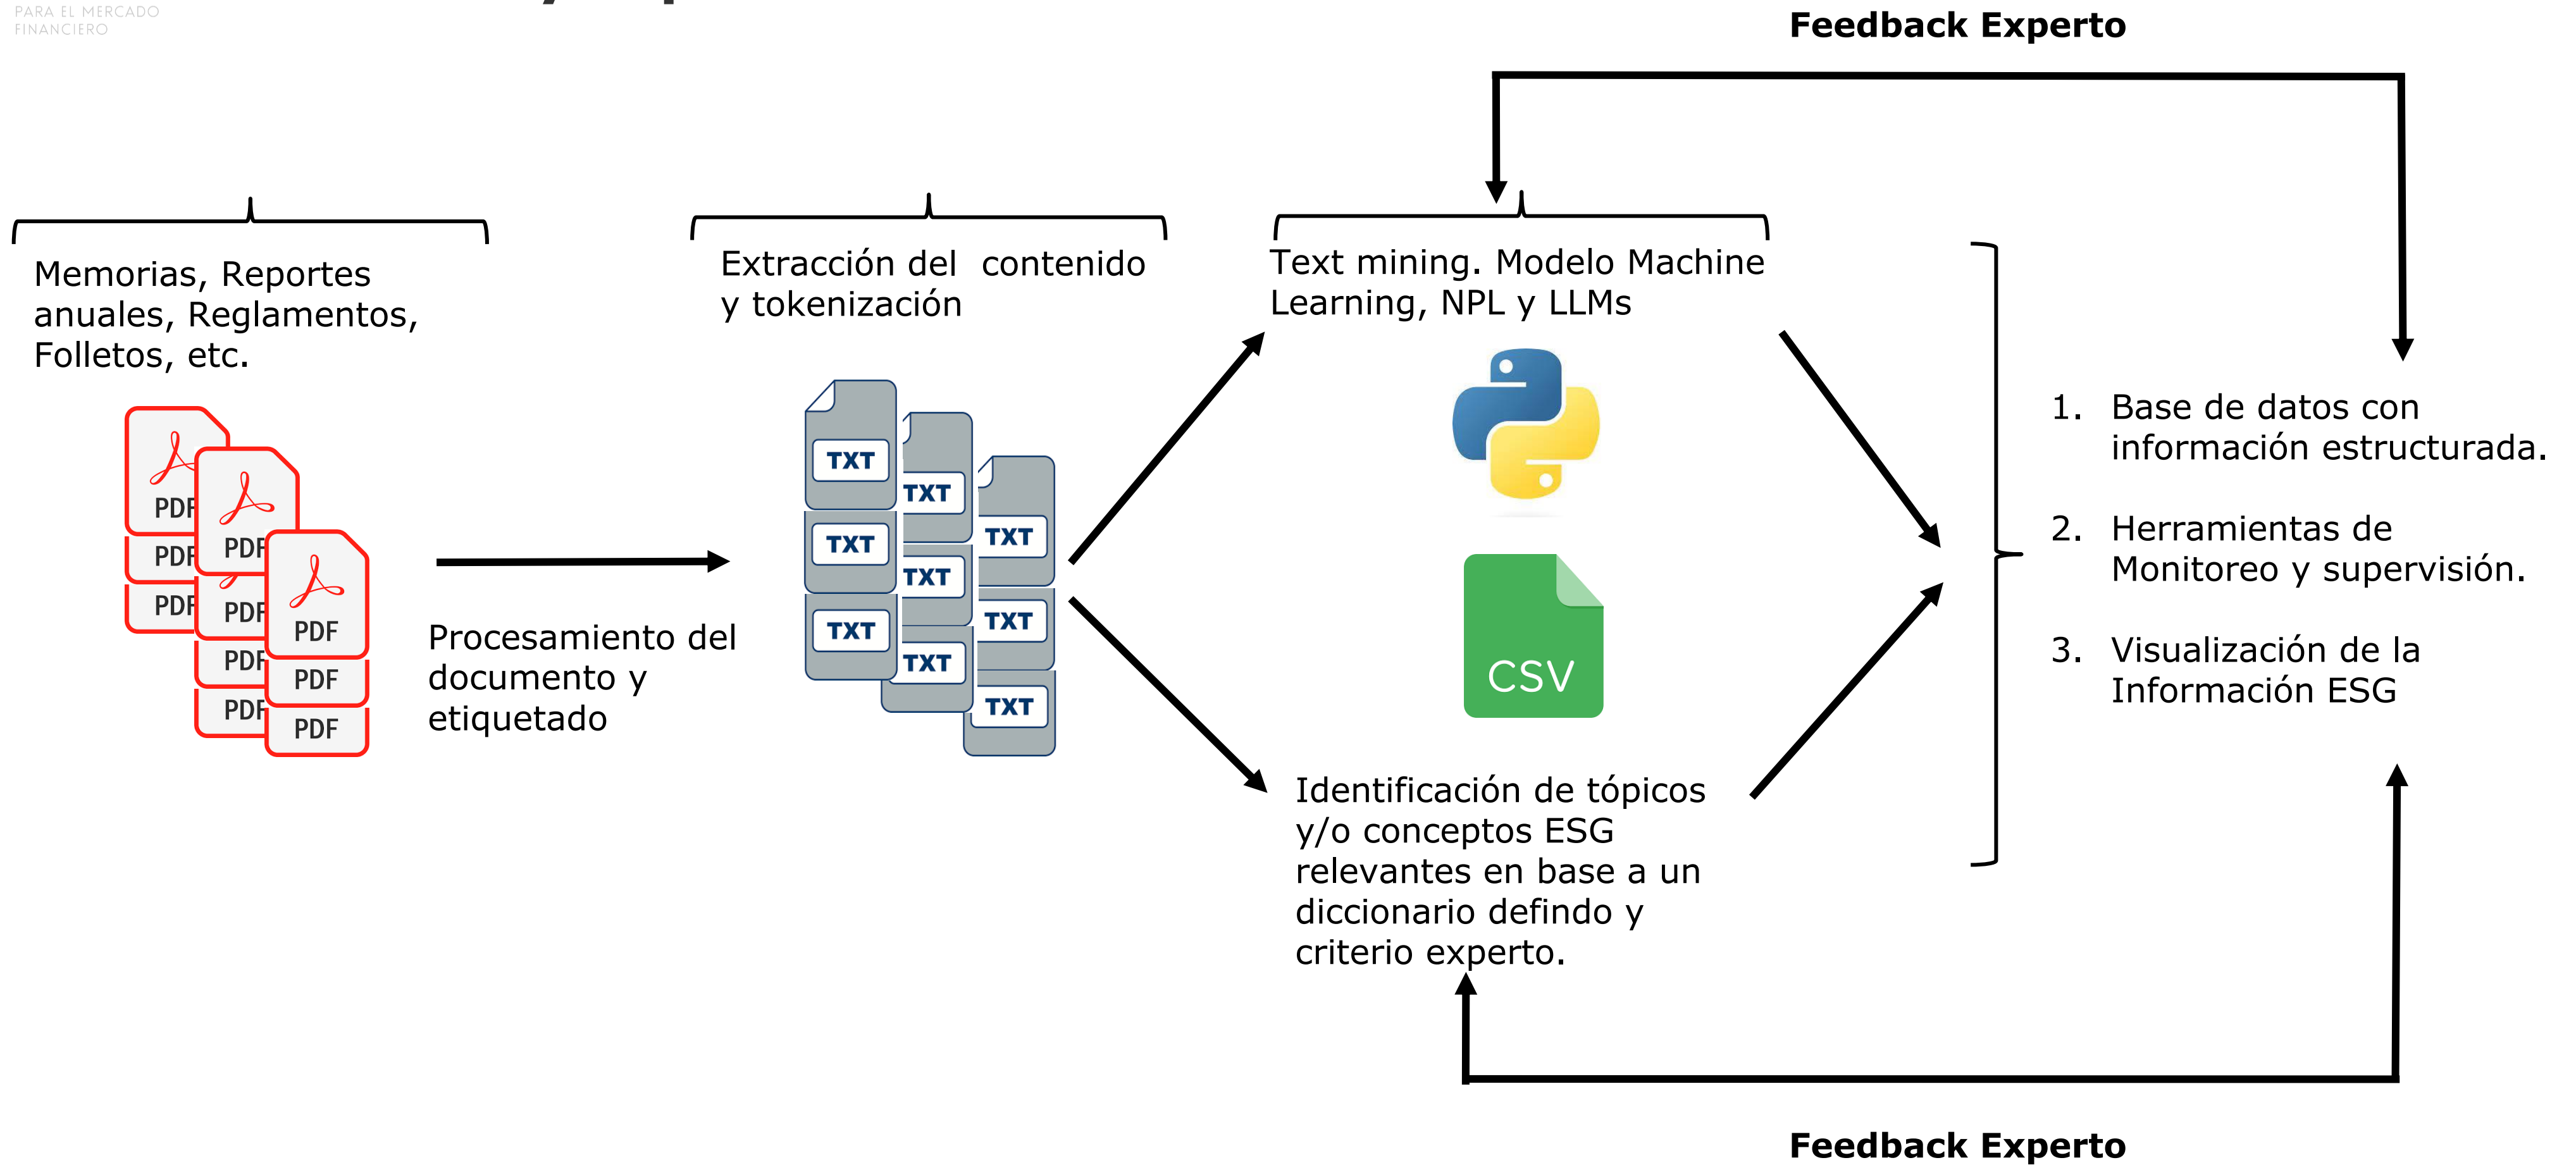 PARA EL MERCADO
FINANCIERO
Feedback Experto
Memorias, Reportes
anuales, Reglamentos,
Folletos, etc.
Extracción del contenido
y tokenización
Text mining. Modelo Machine
Learning, NPL y LLMs
PDF
PDF
PDF
PDF
PDF
PDF
PDF
PDF
PDF
PDF
Procesamiento del
documento y
etiquetado
TXT
TXT
TXT
TXT
TXT
TXT
TXT
TXT
TXT
CSV
Identificación de tópicos
y/o conceptos ESG
relevantes en base a un
diccionario defindo y
criterio experto.
1. Base de datos con
información estructurada.
2. Herramientas de
Monitoreo y supervisión.
3. Visualización de la
Información ESG
Feedback Experto